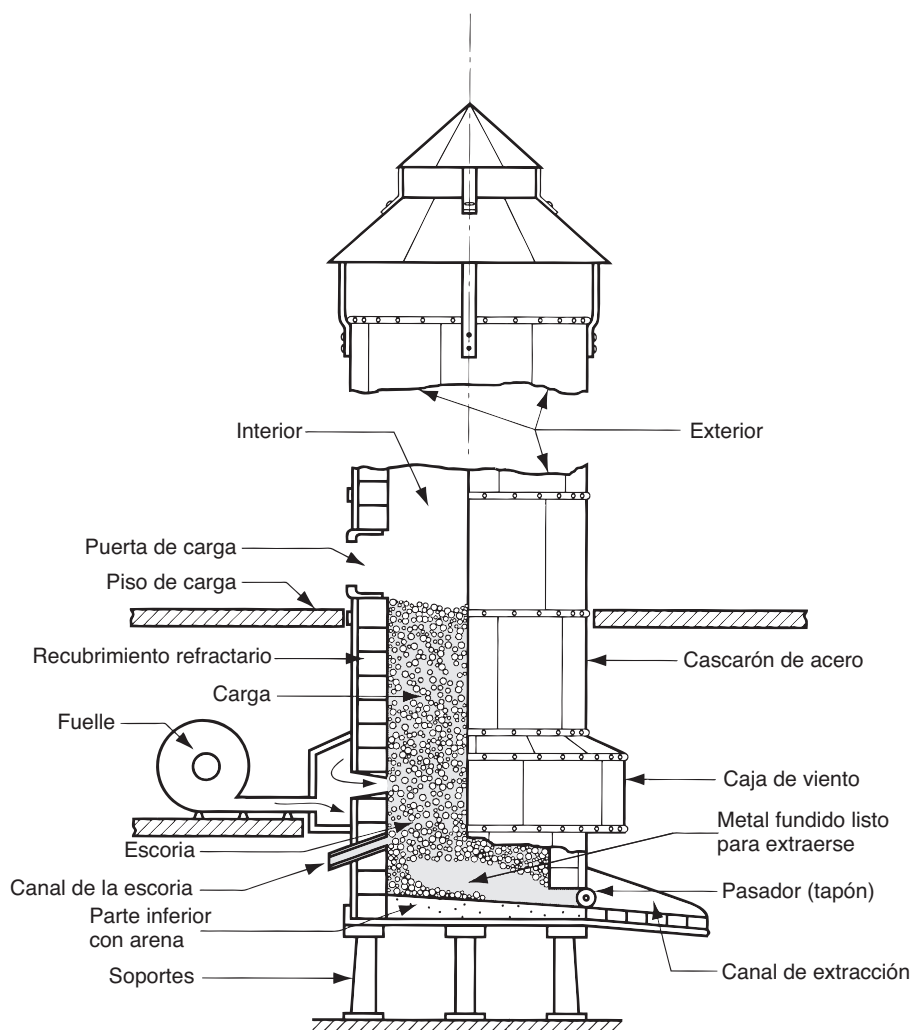 Interior
Exterior
Puerta de carga
Piso de carga
Recubrimiento refractario
Cascarón de acero
Carga
Fuelle
Caja de viento
Metal fundido listo
para extraerse
Escoria
Canal de la escoria
Pasador (tapón)
Parte inferior
con arena
Soportes
Canal de extracción